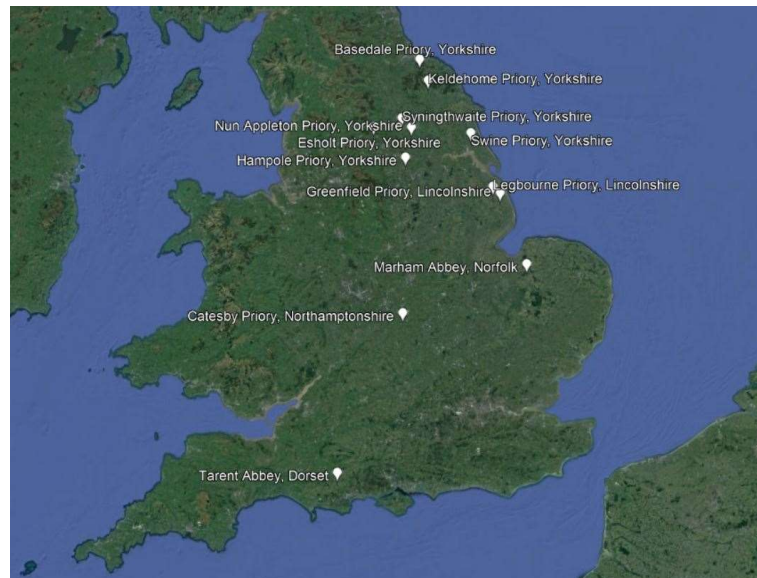 Basedale Priory, Yorkshire
Keldehome Priory, Yorkshire
Syningthwaite Priory, Yorkshire
Nun Appleton Priory, Yorkshire
Esholt Priory, Yorkshire
Swine Priory, Yorkshire
Hampole Priory, Yorkshire
Legbourne Priory, Lincolnshire
Greenfield Priory, Lincolnshire
Marham Abbey, Norfolk
Catesby Priory, Northamptonshire
Tarent Abbey, Dorset